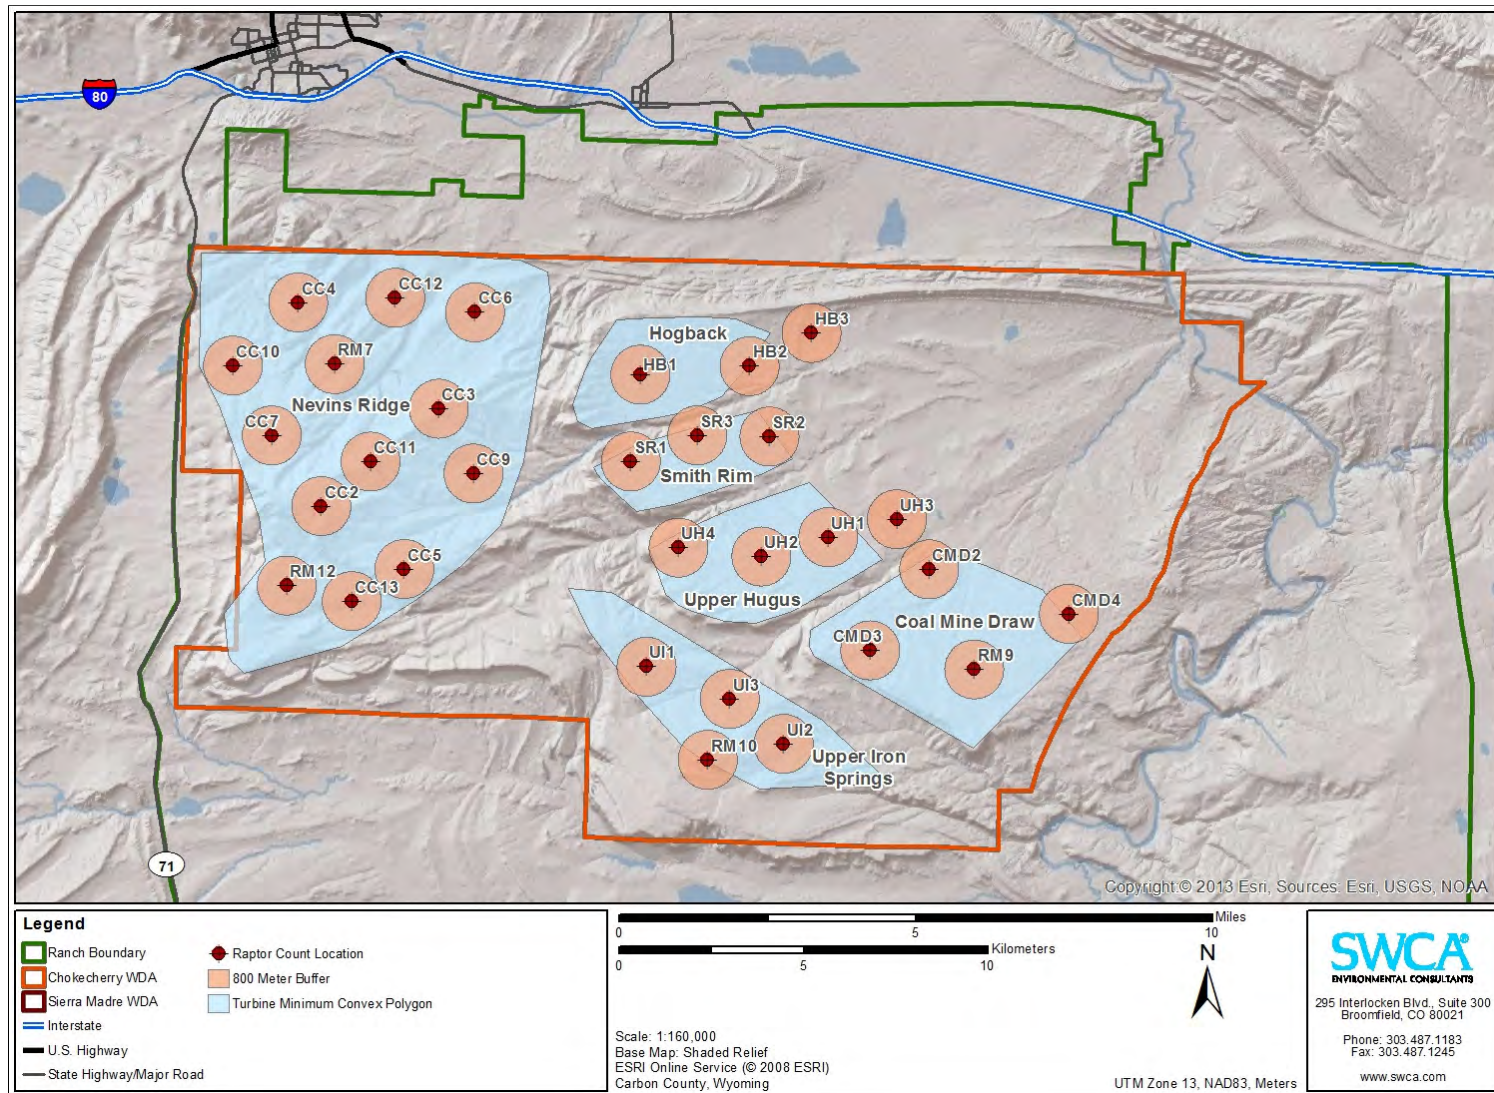 80
CC4
CC12
CC6
HB3
Hogback
CC10
RM7
HB1
HB2
CC3
Nevins Ridge
CC7
SR3
SR2
CC11
SR1
CC9
Smith Rim
CC2
UH3
UH1
UH4
UH2
CMD2
CC5
RM12
CC13
Upper Hugus
CMD4
Coal Mine Draw
CMD3
UI1
RM9
UI3
UI2
RM10
Upper Iron
Springs
71
Copyright © 2013 Esri, Sources: Esri, USGS, NOAA
Legend
Ranch Boundary
Chokecherry WDA
Sierra Madre WDA
Interstate
U.S. Highway
State Highway/Major Road
Raptor Count Location
800 Meter Buffer
Turbine Minimum Convex Polygon
Miles
0 5 10
Kilometers
0 5 10
N
Scale: 1:160,000
Base Map: Shaded Relief
ESRI Online Service (© 2008 ESRI)
Carbon County, Wyoming
UTM Zone 13, NAD83, Meters
SWCA®
ENVIRONMENTAL CONSULTANTS
295 Interlocken Blvd., Suite 300
Broomfield, CO 80021
Phone: 303.487.1183
Fax: 303.487.1245
www.swca.com